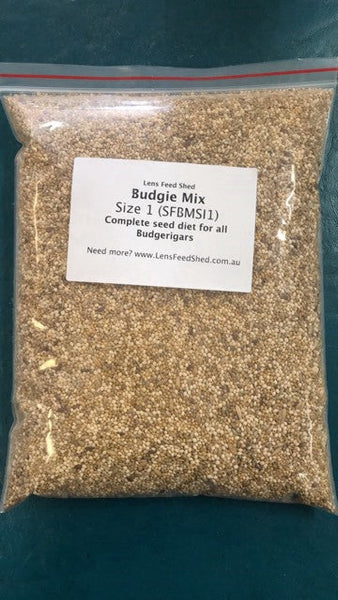 Lens Feed Shed
Budgie Mix
Size 1 (SFBMSI1)
Complete seed diet for all
Budgerigars
Need more? www.LensFeedShed.com.au